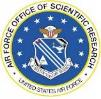 AIR FORCE OFFICE OF SCIENTIFIC RESEARCH
UNITED STATES AIR FORCE